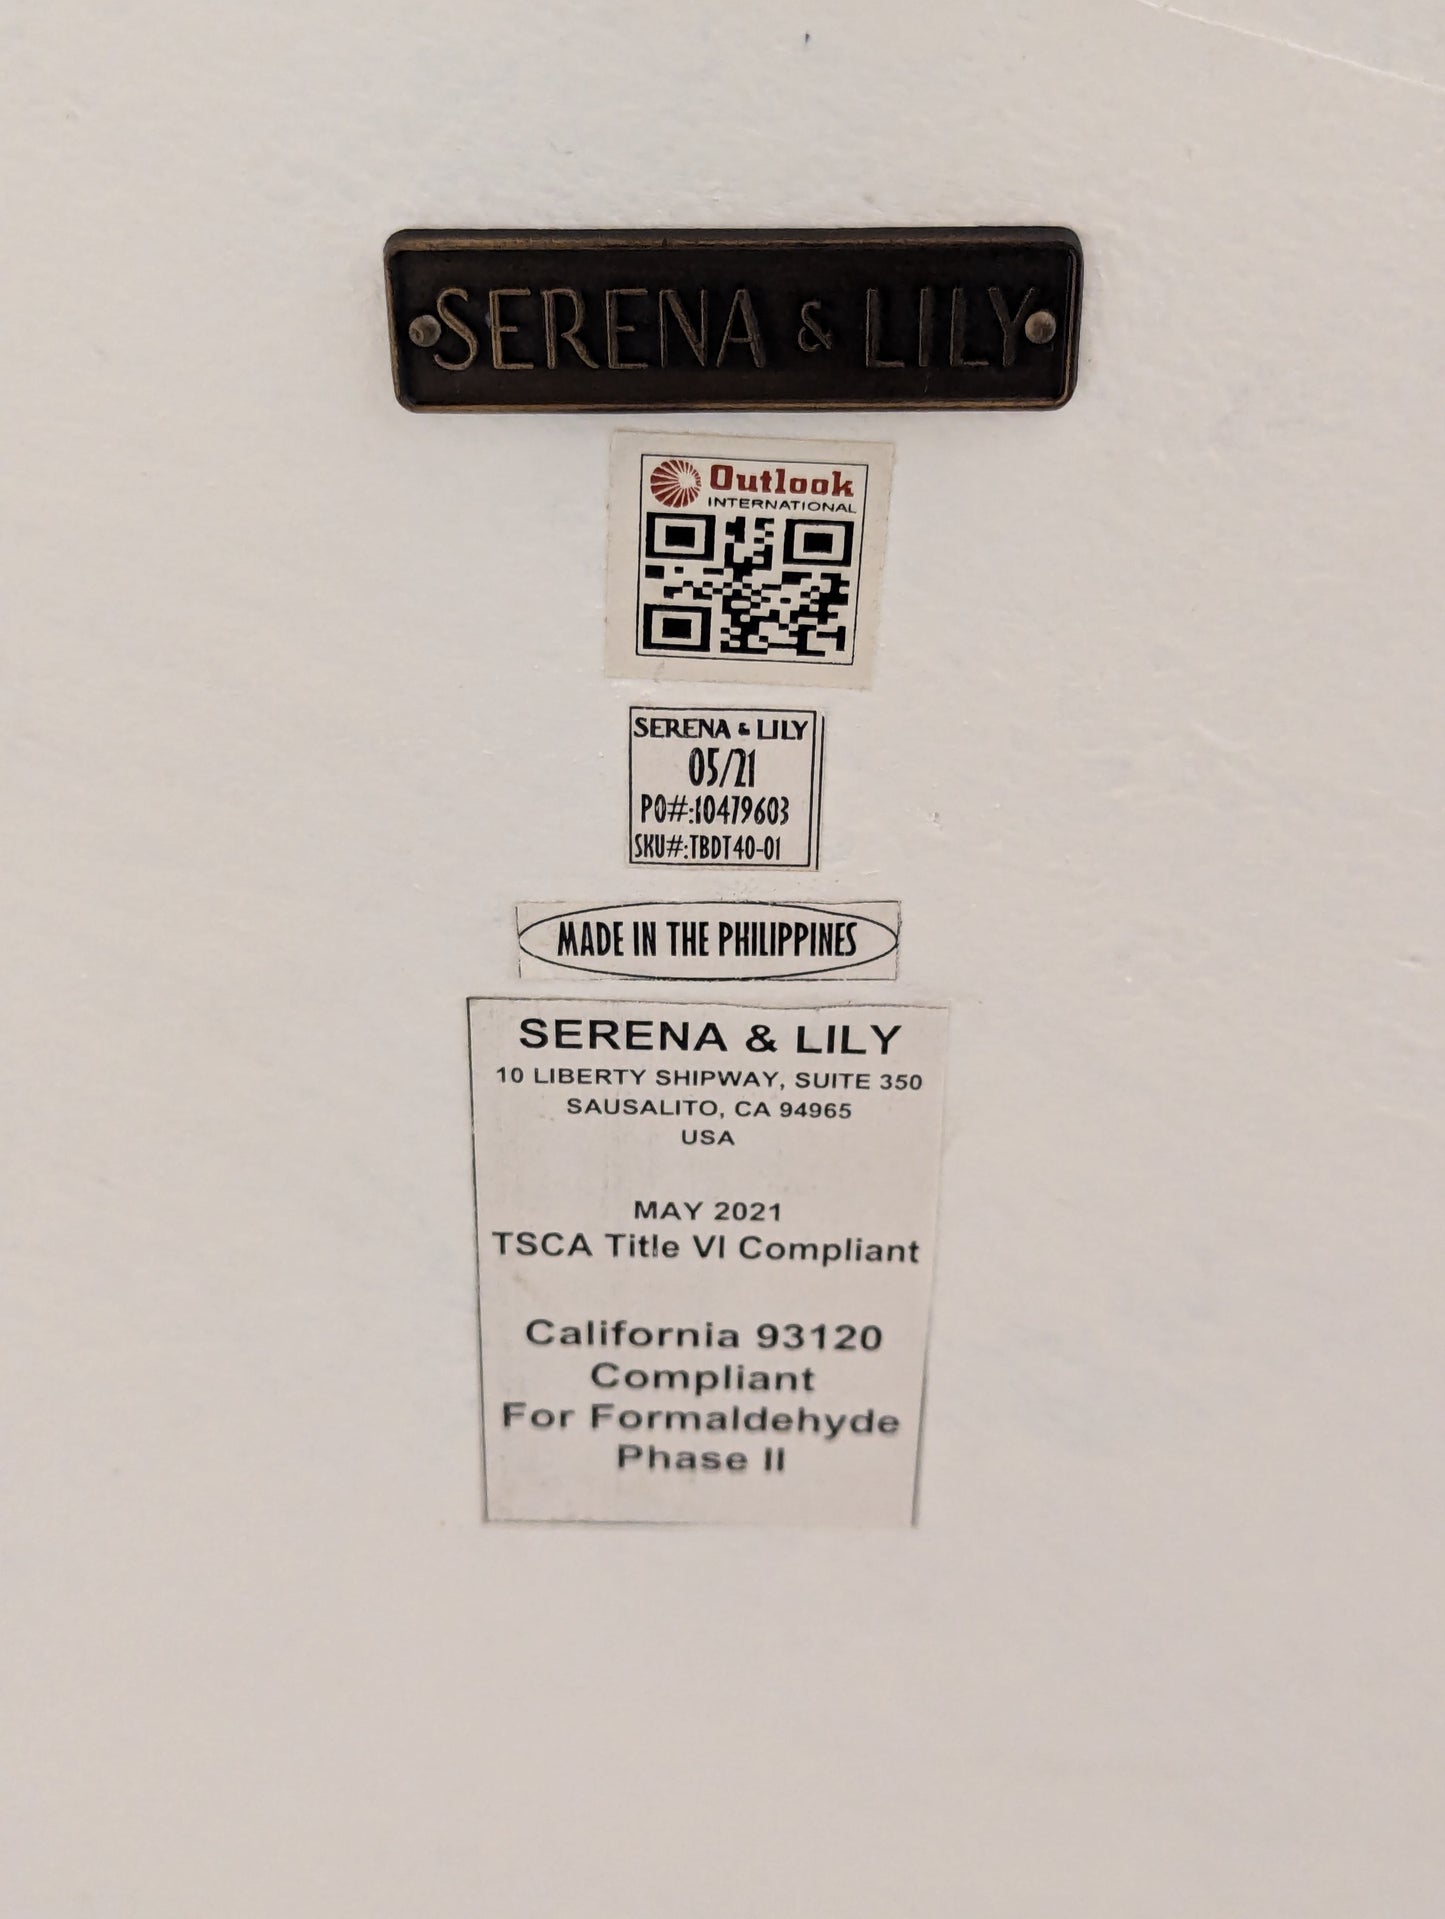 SERENA & LILY
Outlook
INTERNATIONAL
SERENA & LILY
05/21
PO#:10479603
SKU#:TBDT40-01
MADE IN THE PHILIPPINES
SERENA & LILY
10 LIBERTY SHIPWAY, SUITE 350
SAUSALITO, CA 94965
USA
MAY 2021
TSCA Title VI Compliant
California 93120
Compliant
For Formaldehyde
Phase II